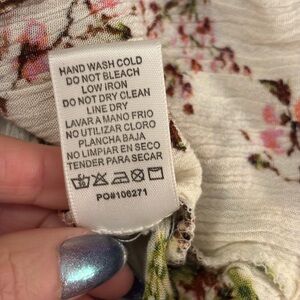 HAND WASH COLD
DO NOT BLEACH
LOW IRON
DO NOT DRY CLEAN
LINE DRY
LAVAR A MANO FRIO
NO UTILIZAR CLORO
PLANCHA BAJA
NO LIMPIAR EN SECO
TENDER PARA SECAR
PO#106271